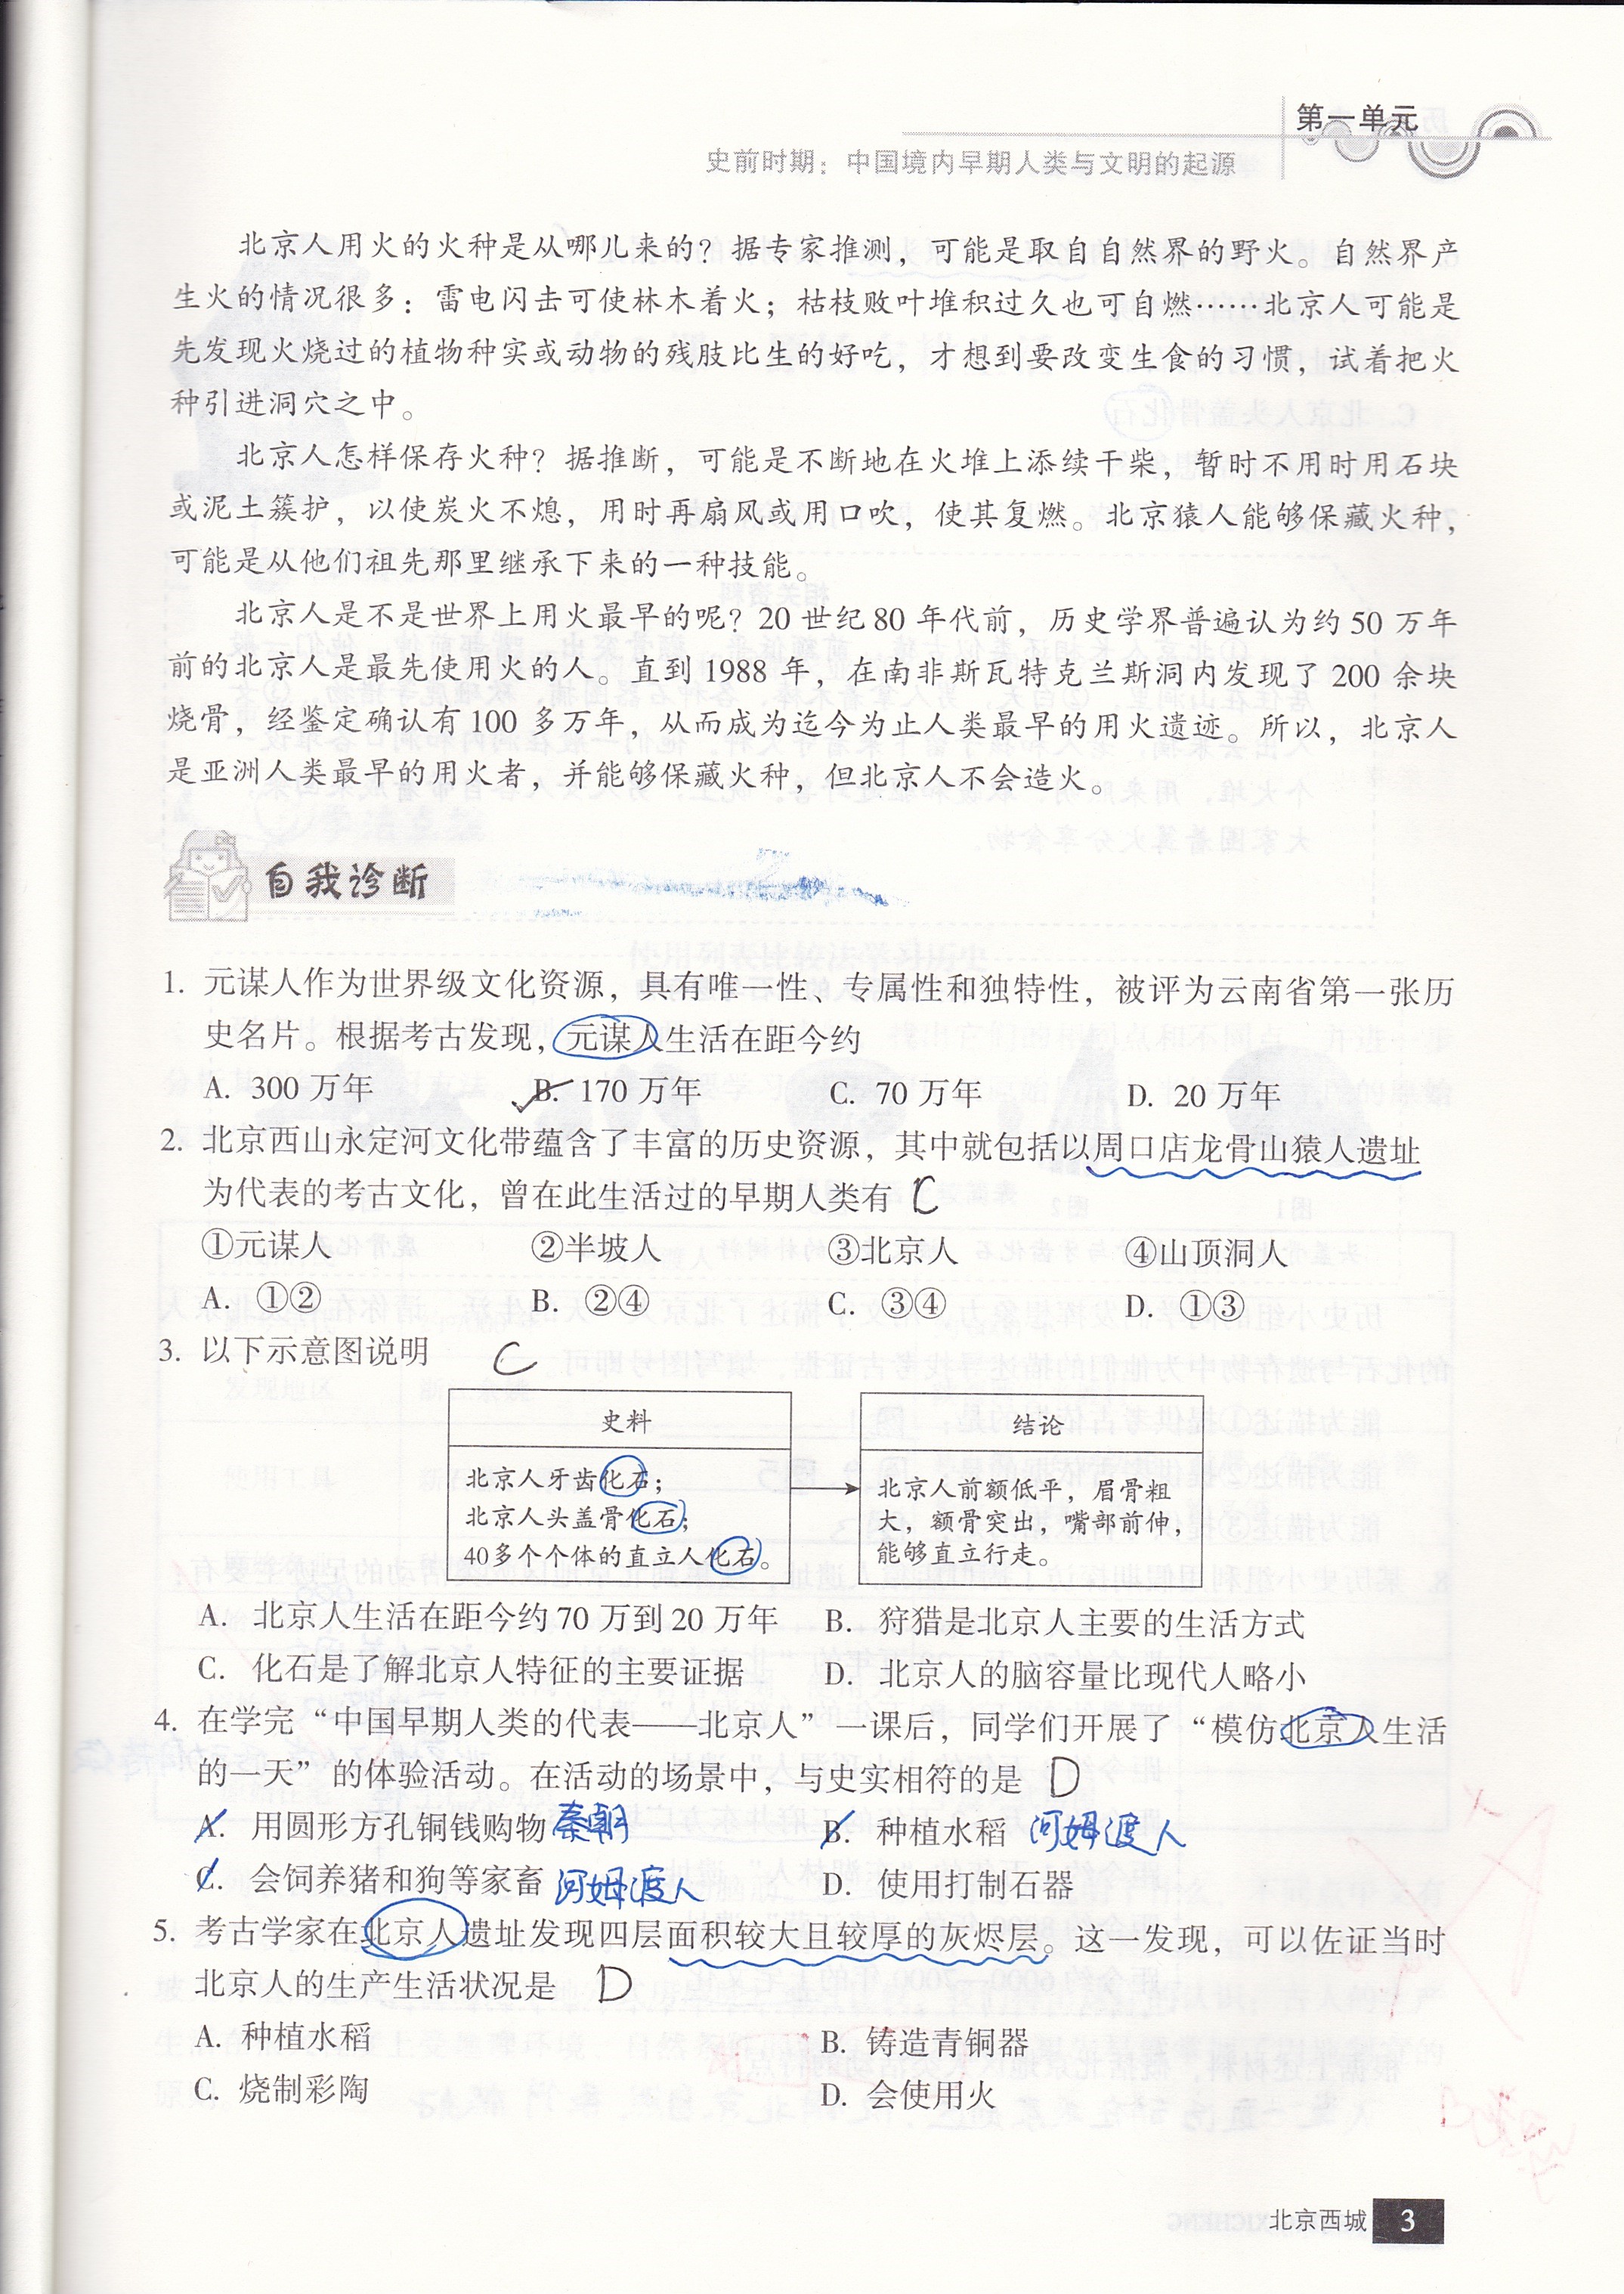 第一单元
史前时期：中国境内早期人类与文明的起源
北京人用火的火种是从哪儿来的？据专家推测，可能是取自自然界的野火。自然界产
生火的情况很多：雷电闪击可使林木着火；枯枝败叶堆积过久也可自燃……北京人可能是
先发现火烧过的植物种实或动物的残肢比生的好吃，才想到要改变生食的习惯，试着把火
种引进洞穴之中。
北京人怎样保存火种？据推断，可能是不断地在火堆上添续干柴，暂时不用时用石块
或泥土簇护，以使炭火不熄，用时再扇风或用口吹，使其复燃。北京猿人能够保藏火种，
可能是从他们祖先那里继承下来的一种技能。
北京人是不是世界上用火最早的呢？20 世纪 80 年代前，历史学界普遍认为约 50 万年
前的北京人是最先使用火的人。直到 1988 年，在南非斯瓦特克兰斯洞内发现了 200 余块
烧骨，经鉴定确认有 100 多万年，从而成为迄今为止人类最早的用火遗迹。所以，北京人
是亚洲人类最早的用火者，并能够保藏火种，但北京人不会造火。
自我诊断
1. 元谋人作为世界级文化资源，具有唯一性、专属性和独特性，被评为云南省第一张历
史名片。根据考古发现，元谋人生活在距今约
A. 300 万年 B. 170 万年 C. 70 万年 D. 20 万年
2. 北京西山永定河文化带蕴含了丰富的历史资源，其中就包括以周口店龙骨山猿人遗址
为代表的考古文化，曾在此生活过的早期人类有 C
①元谋人 ②半坡人 ③北京人 ④山顶洞人
A. ①② B. ②④ C. ③④ D. ①③
3. 以下示意图说明 C
史料
北京人牙齿化石；
北京人头盖骨化石；
40多个个体的直立人化石。
结论
北京人前额低平，眉骨粗
大，颧骨突出，嘴部前伸，
能够直立行走。
A. 北京人生活在距今约 70 万到 20 万年 B. 狩猎是北京人主要的生活方式
C. 化石是了解北京人特征的主要证据 D. 北京人的脑容量比现代人略小
4. 在学完“中国早期人类的代表——北京人”一课后，同学们开展了“模仿北京人生活
的一天”的体验活动。在活动的场景中，与史实相符的是 D
A. 用圆形方孔铜钱购物 秦朝 B. 种植水稻 河姆渡人
C. 会饲养猪和狗等家畜 河姆渡人 D. 使用打制石器
5. 考古学家在北京人遗址发现四层面积较大且较厚的灰烬层。这一发现，可以佐证当时
北京人的生产生活状况是 D
A. 种植水稻 B. 铸造青铜器
C. 烧制彩陶 D. 会使用火
北京西城 3